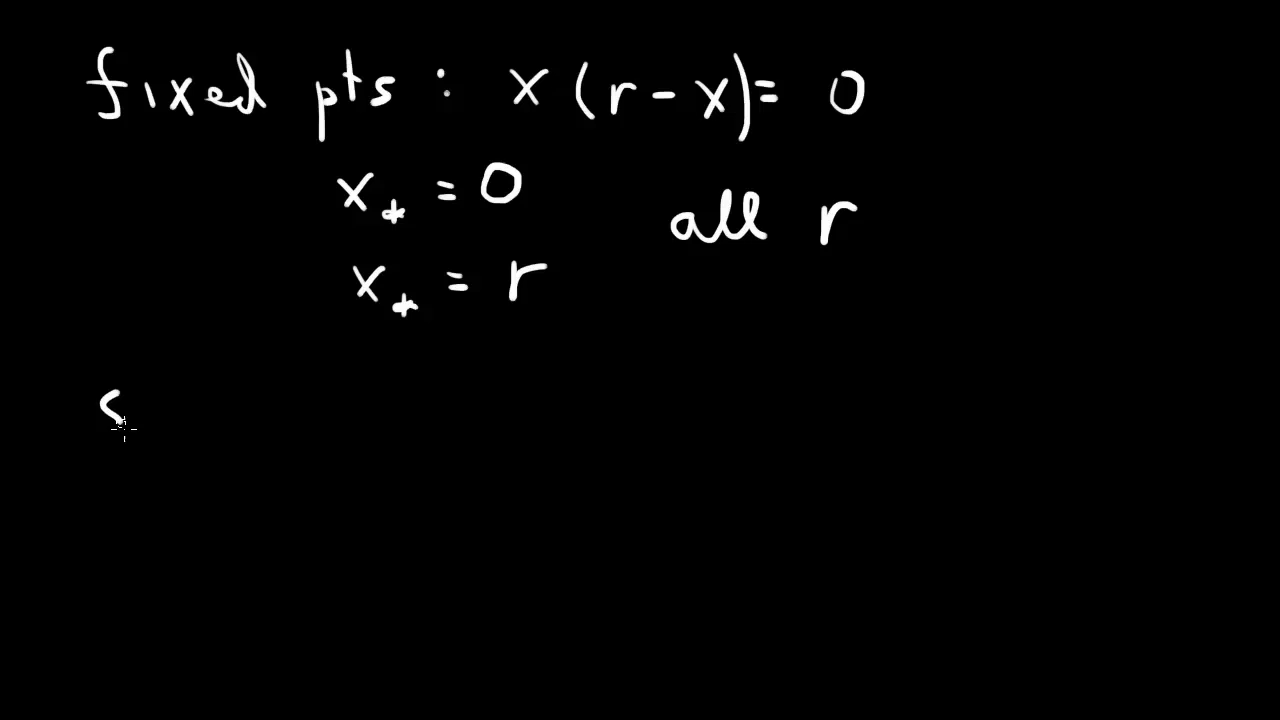 fixed pts : x (r - x) = 0
x* = 0 all r
x* = r
s